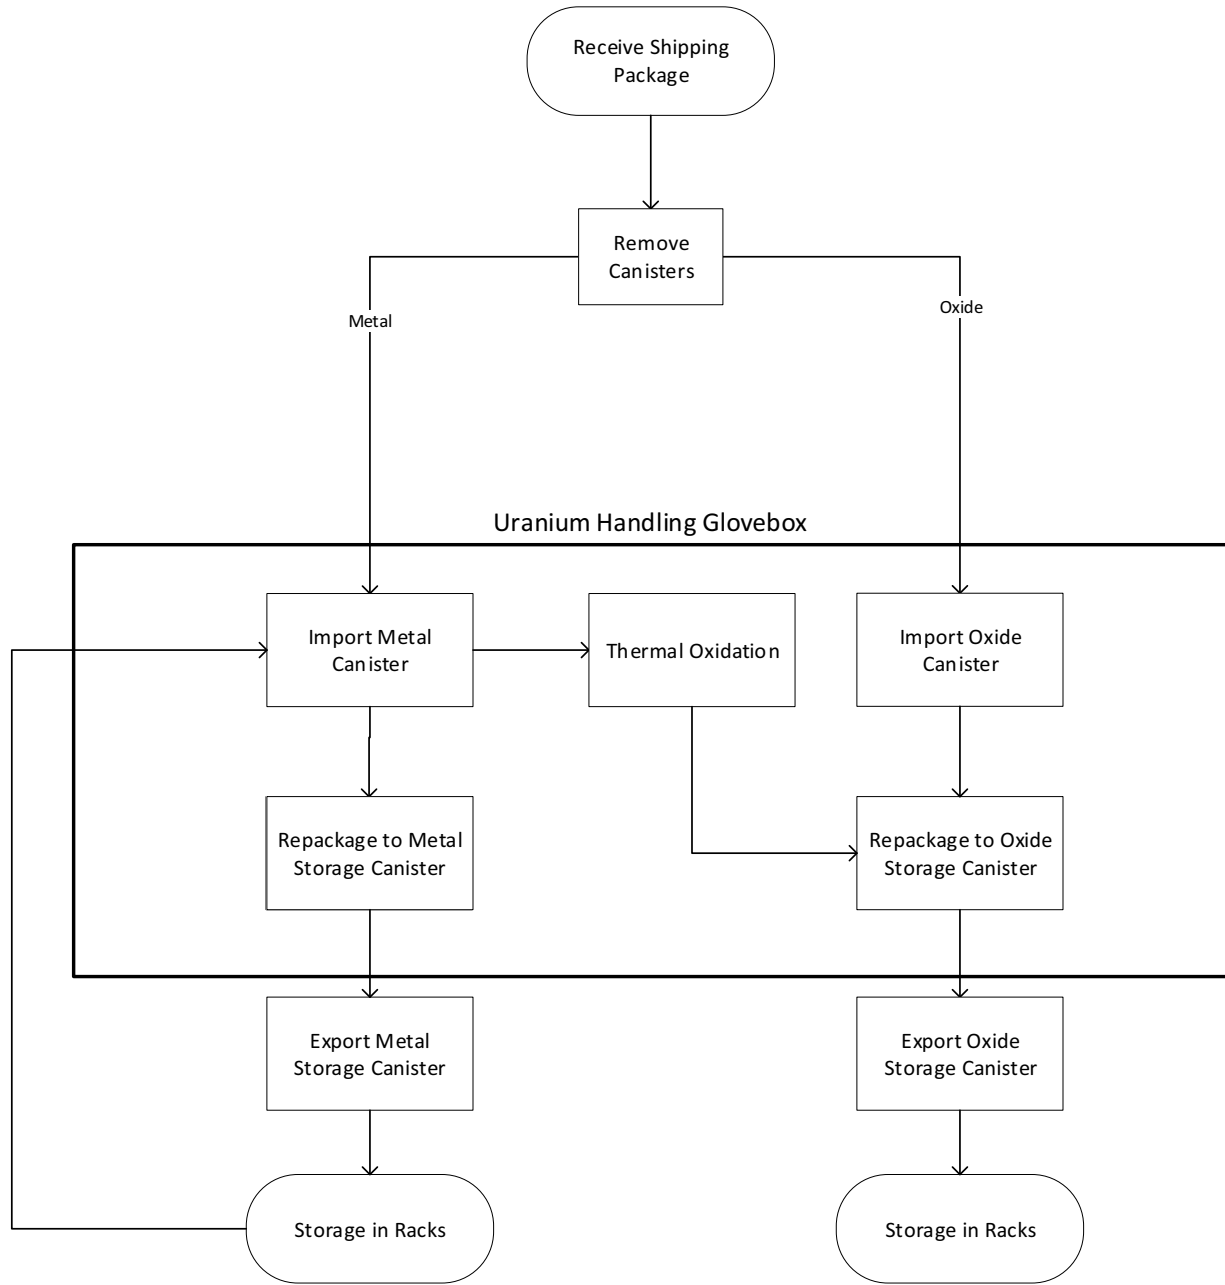 Receive Shipping
Package
Remove
Canisters
Metal
Oxide
Uranium Handling Glovebox
Import Metal
Canister
Thermal Oxidation
Import Oxide
Canister
Repackage to Metal
Storage Canister
Repackage to Oxide
Storage Canister
Export Metal
Storage Canister
Export Oxide
Storage Canister
Storage in Racks
Storage in Racks